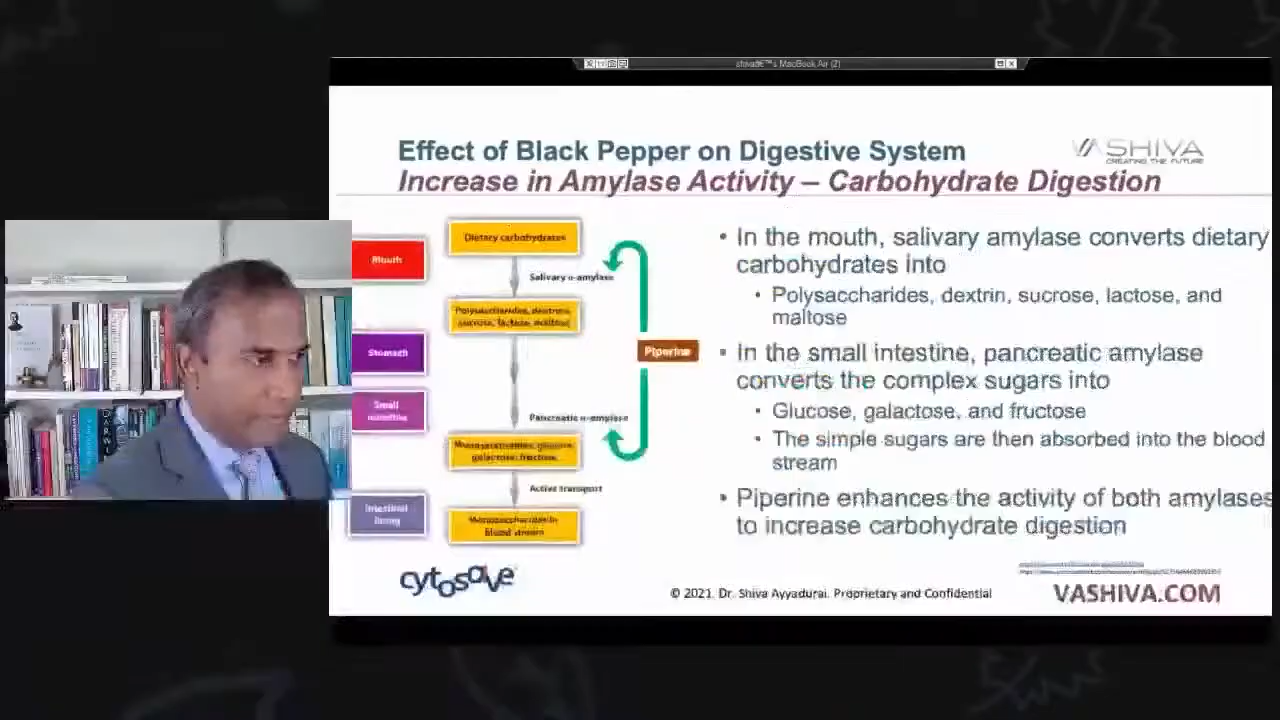 MacBook Air (2)
Effect of Black Pepper on Digestive System
VA SHIVA
CREATING THE FUTURE
Increase in Amylase Activity – Carbohydrate Digestion
Mouth
Stomach
Small
Intestinal
lining
Dietary carbohydrates
Salivary α-amylase
Polysaccharides, dextrin,
sucrose, lactose, maltose
Pancreatic α-amylase
Monosaccharides, glucose,
galactose, fructose
Active transport
Monosaccharide in
blood stream
Piperine
• In the mouth, salivary amylase converts dietary
carbohydrates into
• Polysaccharides, dextrin, sucrose, lactose, and
maltose
• In the small intestine, pancreatic amylase
converts the complex sugars into
• Glucose, galactose, and fructose
• The simple sugars are then absorbed into the blood
stream
• Piperine enhances the activity of both amylases
to increase carbohydrate digestion
cytosolve
© 2021. Dr. Shiva Ayyadurai. Proprietary and Confidential
VASHIVA.COM